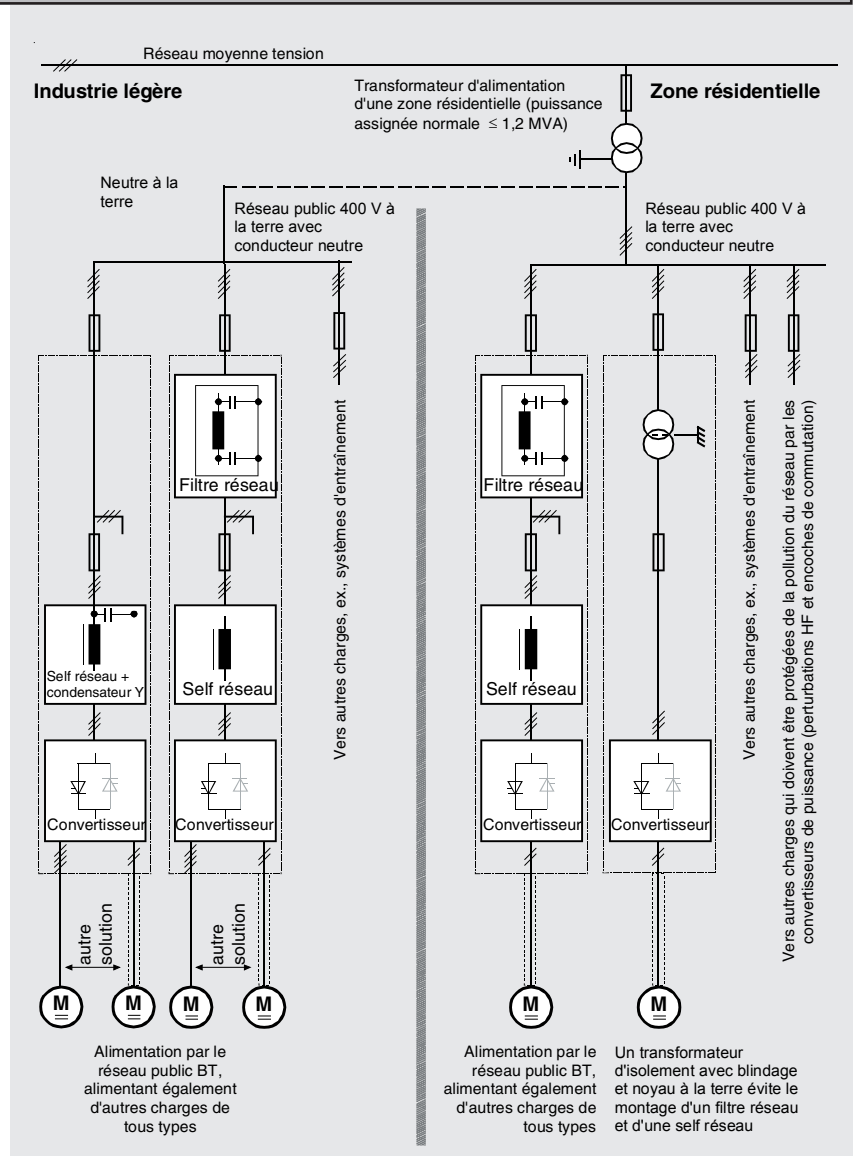 Réseau moyenne tension
Industrie légère
Transformateur d'alimentation
d'une zone résidentielle (puissance
assignée normale ≤ 1,2 MVA)
Zone résidentielle
Neutre à la
terre
Réseau public 400 V à
la terre avec
conducteur neutre
Réseau public 400 V à
la terre avec
conducteur neutre
Filtre réseau
Filtre réseau
Self réseau +
condensateur Y
Self réseau
Self réseau
Convertisseur
Convertisseur
Convertisseur
Convertisseur
Vers autres charges, ex., systèmes d'entraînement
Vers autres charges, ex., systèmes d'entraînement
Vers autres charges qui doivent être protégées de la pollution du réseau par les
convertisseurs de puissance (perturbations HF et encoches de commutation)
autre
solution
autre
solution
M
M
M
M
M
M
Alimentation par le
réseau public BT,
alimentant également
d'autres charges de
tous types
Alimentation par le
réseau public BT,
alimentant également
d'autres charges de
tous types
Un transformateur
d'isolement avec blindage
et noyau à la terre évite le
montage d'un filtre réseau
et d'une self réseau